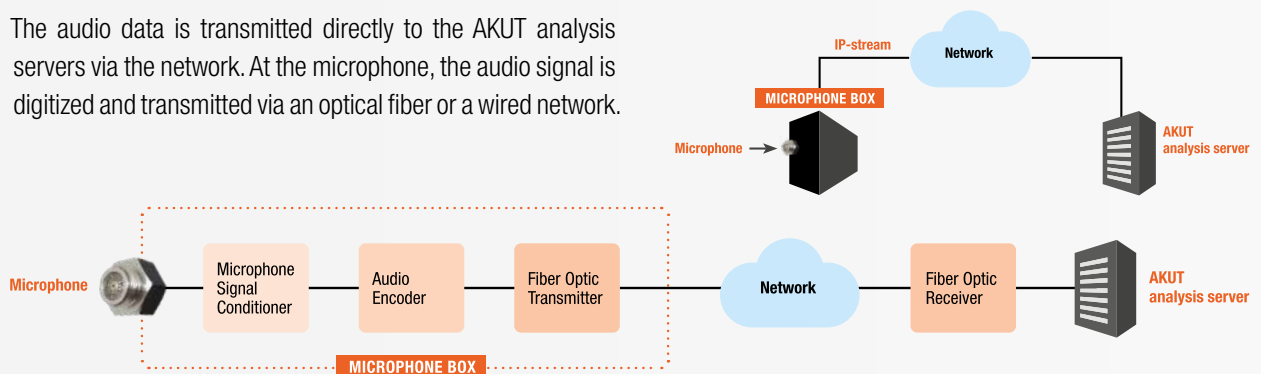 The audio data is transmitted directly to the AKUT analysis
servers via the network. At the microphone, the audio signal is
digitized and transmitted via an optical fiber or a wired network.
IP-stream
Network
MICROPHONE BOX
Microphone
AKUT
analysis server
Microphone
Microphone
Signal
Conditioner
Audio
Encoder
Fiber Optic
Transmitter
Network
Fiber Optic
Receiver
AKUT
analysis server
MICROPHONE BOX